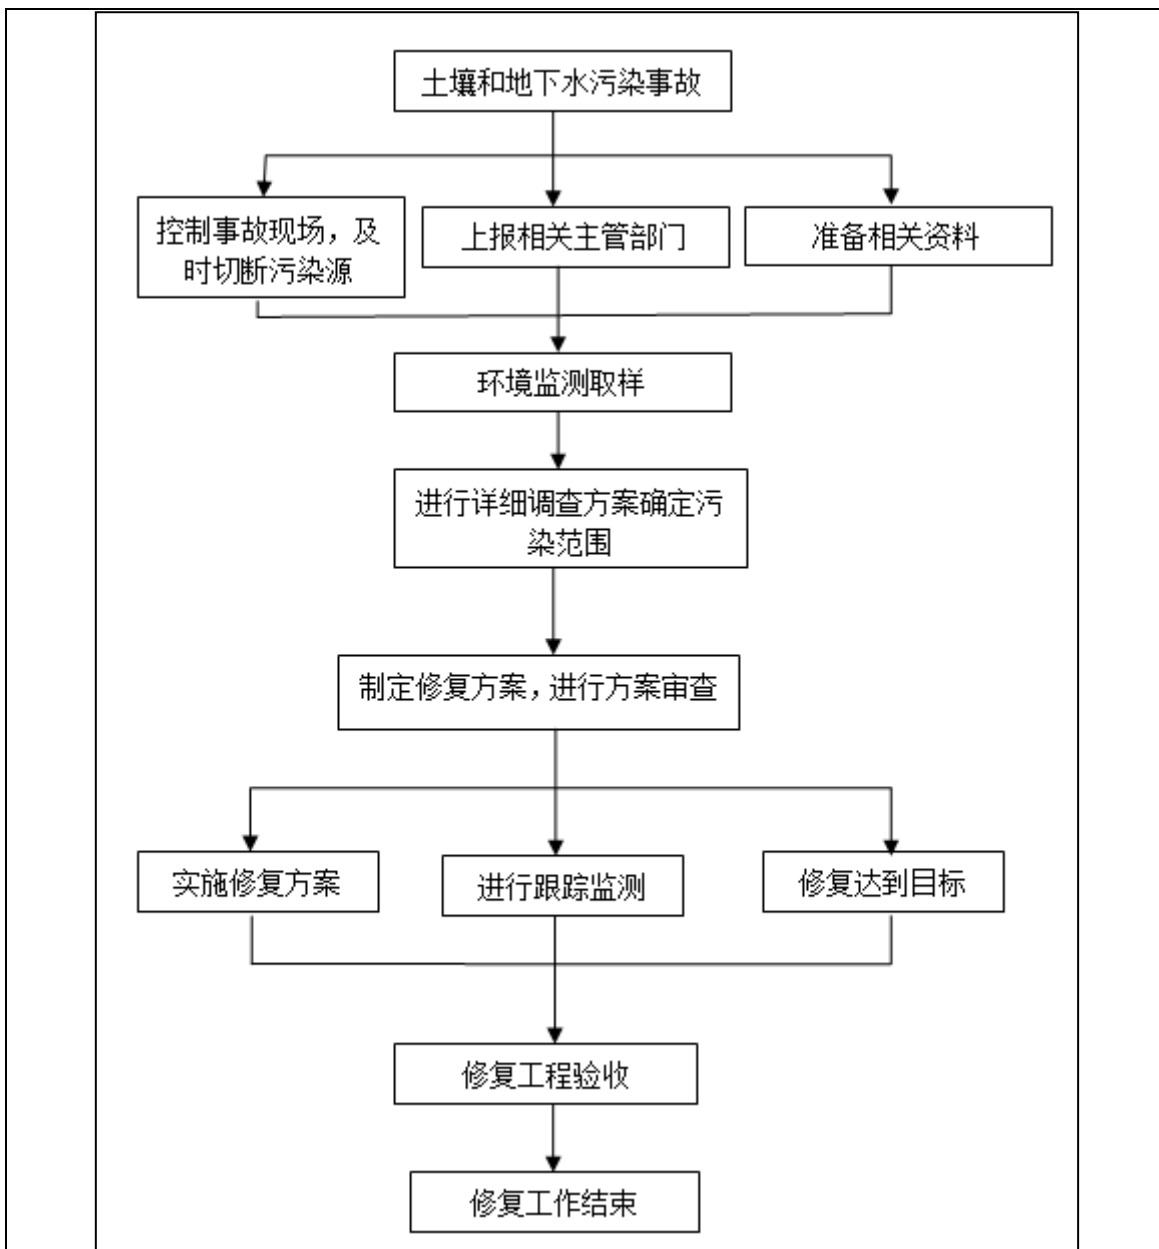 土壤和地下水污染事故
控制事故现场，及
时切断污染源
上报相关主管部门
准备相关资料
环境监测取样
进行详细调查方案确定污
染范围
制定修复方案，进行方案审查
实施修复方案
进行跟踪监测
修复达到目标
修复工程验收
修复工作结束